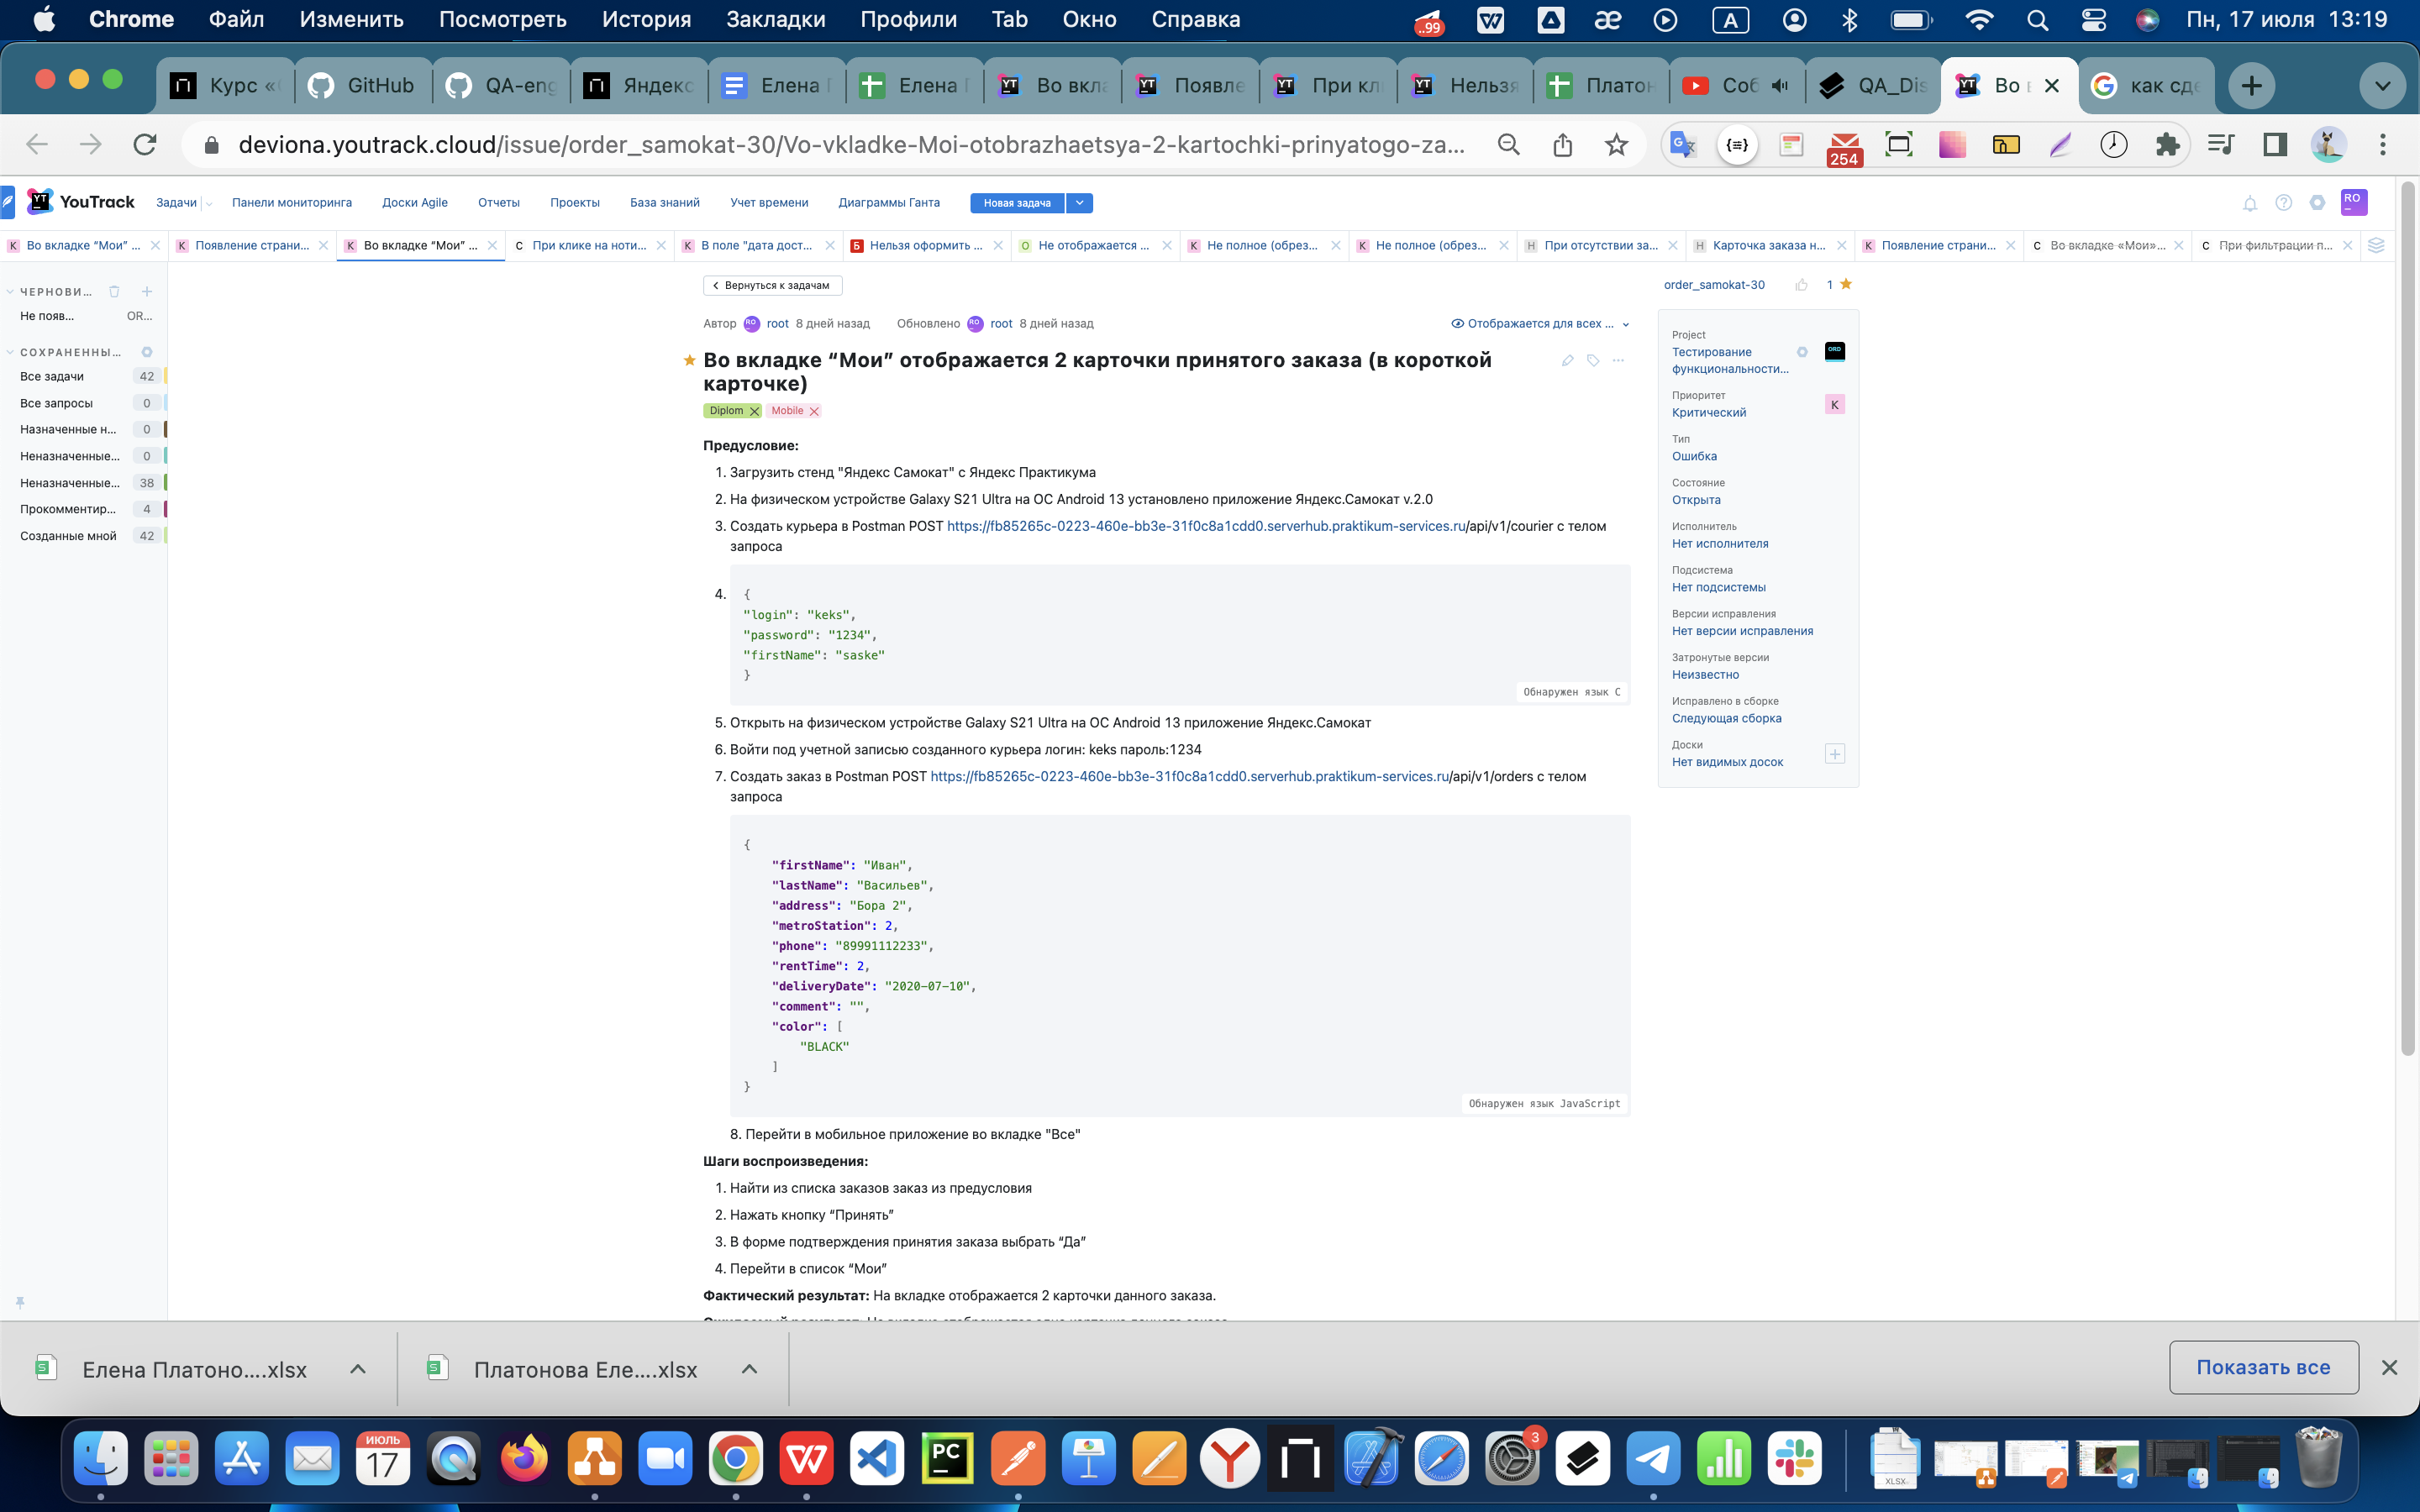 Chrome Файл Изменить Посмотреть История Закладки Профили Tab Окно Справка ..99 A Пн, 17 июля 13:19
Курс «( GitHub QA-eng Яндекс Елена Г Елена Г Во вкла Появле При кл Нельзя Платон Соб QA_Dis Во как сде
deviona.youtrack.cloud/issue/order_samokat-30/Vo-vkladke-Moi-otobrazhaetsya-2-kartochki-prinyatogo-za... 254
YouTrack Задачи Панели мониторинга Доски Agile Отчеты Проекты База знаний Учет времени Диаграммы Ганта Новая задача RO
К Во вкладке “Мои” ... К Появление страни... К Во вкладке “Мои” ... С При клике на ноти... К В поле "дата дост... Б Нельзя оформить ... О Не отображается ... К Не полное (обрез... К Не полное (обрез... Н При отсутствии за... Н Карточка заказа н... К Появление страни... С Во вкладке «Мои»... С При фильтрации п...
ЧЕРНОВИ...
Не появ... OR...
СОХРАНЕННЫ...
Все задачи 42
Все запросы 0
Назначенные н... 0
Неназначенные... 0
Неназначенные... 38
Прокомментир... 4
Созданные мной 42
Вернуться к задачам
Автор RO root 8 дней назад Обновлено RO root 8 дней назад Отображается для всех ...
Во вкладке “Мои” отображается 2 карточки принятого заказа (в короткой
карточке)
Diplom Mobile
Предусловие:
1. Загрузить стенд "Яндекс Самокат" с Яндекс Практикума
2. На физическом устройстве Galaxy S21 Ultra на ОС Android 13 установлено приложение Яндекс.Самокат v.2.0
3. Создать курьера в Postman POST https://fb85265c-0223-460e-bb3e-31f0c8a1cdd0.serverhub.praktikum-services.ru/api/v1/courier с телом
запроса
4. {
"login": "keks",
"password": "1234",
"firstName": "saske"
}
Обнаружен язык C
5. Открыть на физическом устройстве Galaxy S21 Ultra на ОС Android 13 приложение Яндекс.Самокат
6. Войти под учетной записью созданного курьера логин: keks пароль:1234
7. Создать заказ в Postman POST https://fb85265c-0223-460e-bb3e-31f0c8a1cdd0.serverhub.praktikum-services.ru/api/v1/orders с телом
запроса
{
"firstName": "Иван",
"lastName": "Васильев",
"address": "Бора 2",
"metroStation": 2,
"phone": "89991112233",
"rentTime": 2,
"deliveryDate": "2020-07-10",
"comment": "",
"color": [
"BLACK"
]
}
Обнаружен язык JavaScript
8. Перейти в мобильное приложение во вкладке "Все"
Шаги воспроизведения:
1. Найти из списка заказов заказ из предусловия
2. Нажать кнопку “Принять”
3. В форме подтверждения принятия заказа выбрать “Да”
4. Перейти в список “Мои”
Фактический результат: На вкладке отображается 2 карточки данного заказа.
order_samokat-30 1
Project
Тестирование
функциональности...
ORD
Приоритет
Критический К
Тип
Ошибка
Состояние
Открыта
Исполнитель
Нет исполнителя
Подсистема
Нет подсистемы
Версии исправления
Нет версии исправления
Затронутые версии
Неизвестно
Исправлено в сборке
Следующая сборка
Доски
Нет видимых досок
Елена Платоно....xlsx Платонова Еле....xlsx Показать все
ИЮЛЬ
17
PC
3
XLSX